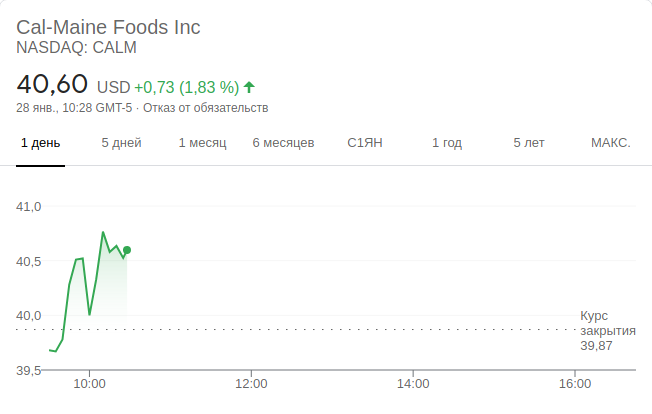 Cal-Maine Foods Inc
NASDAQ: CALM
40,60 USD +0,73 (1,83 %)
28 янв., 10:28 GMT-5 · Отказ от обязательств
1 день 5 дней 1 месяц 6 месяцев С1ЯН 1 год 5 лет МАКС.
41,0
40,5
40,0
39,5
Курс
закрытия
39,87
10:00 12:00 14:00 16:00